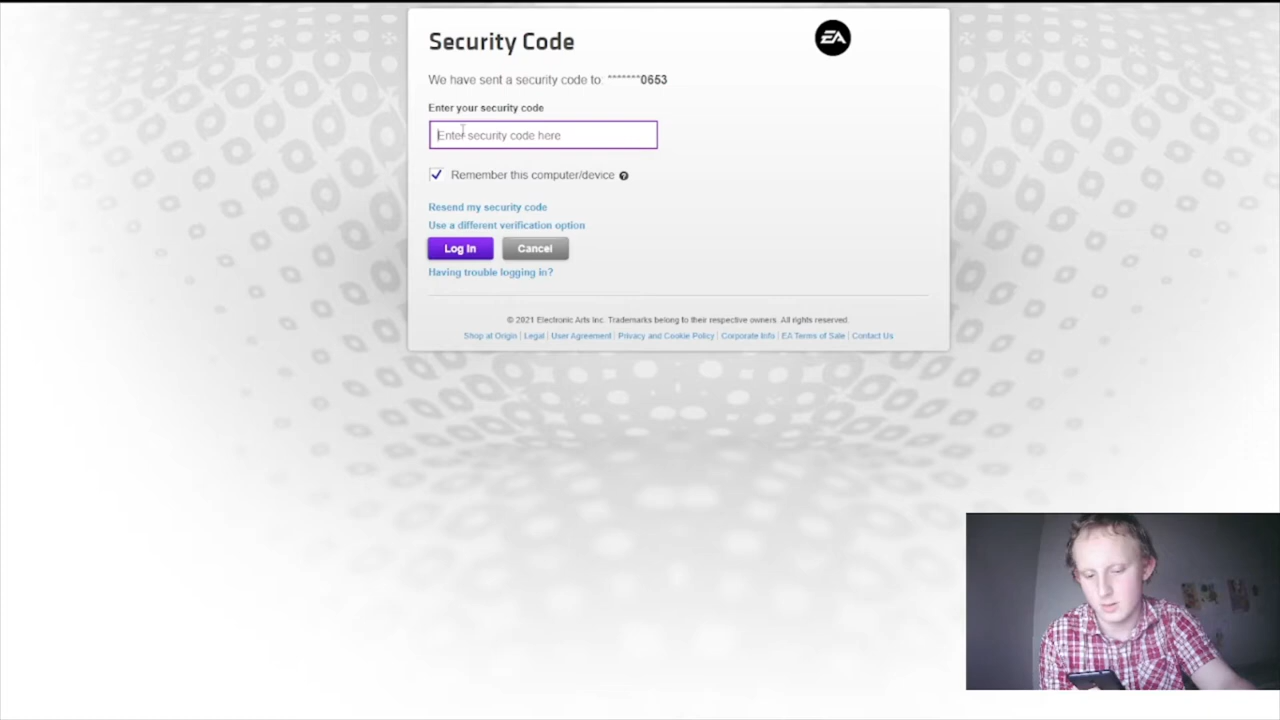 Security Code
EA
We have sent a security code to: *******0653
Enter your security code
Enter security code here
Remember this computer/device ?
Resend my security code
Use a different verification option
Log In Cancel
Having trouble logging in?
© 2021 Electronic Arts Inc. Trademarks belong to their respective owners. All rights reserved.
Shop at Origin | Legal | User Agreement | Privacy and Cookie Policy | Corporate Info | EA Terms of Sale | Contact Us